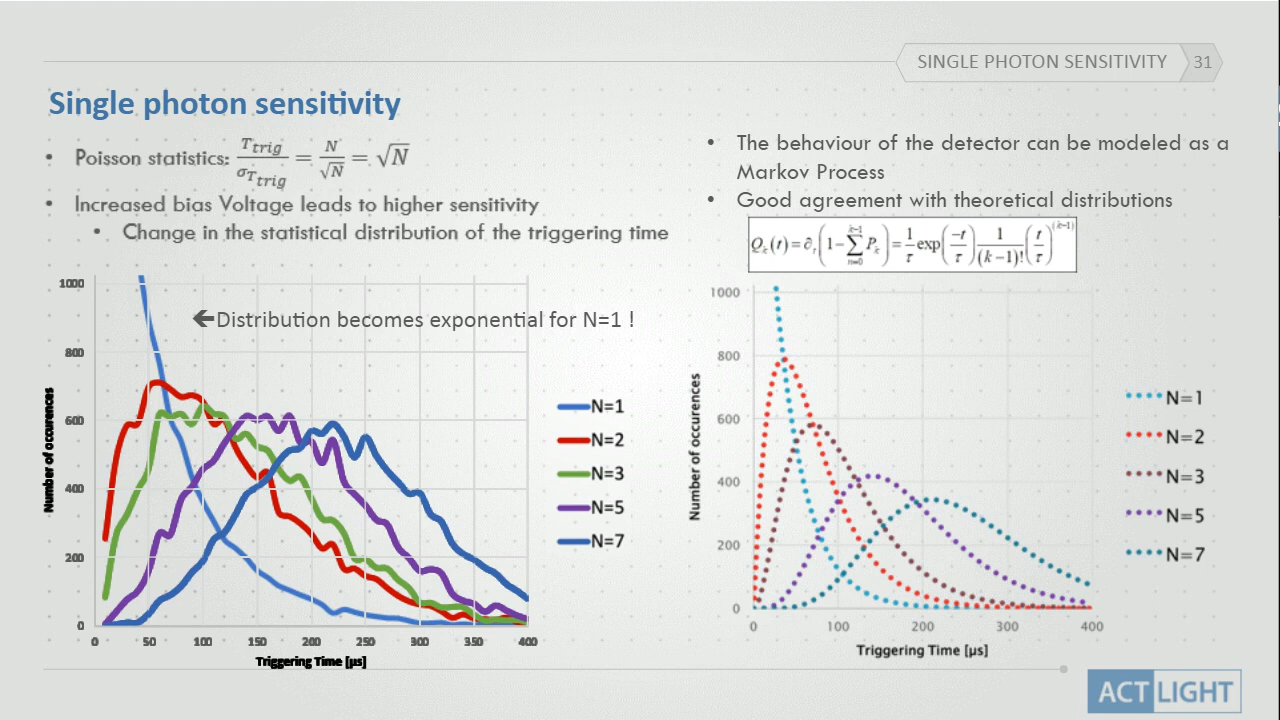 SINGLE PHOTON SENSITIVITY 31
Single photon sensitivity
• Poisson statistics: T_trig / σ_T_trig = N / √N = √N
• Increased bias Voltage leads to higher sensitivity
• Change in the statistical distribution of the triggering time
• The behaviour of the detector can be modeled as a
Markov Process
• Good agreement with theoretical distributions
Q_k(t) = ∂_t (1 − ∑_{n=0}^{k−1} P_k) = 1/τ exp(−t/τ) 1/(k−1)! (t/τ)^(k−1)
←Distribution becomes exponential for N=1 !
1000
800
600
400
200
0
0 50 100 150 200 250 300 350 400
Number of occurences
Triggering Time [µs]
N=1
N=2
N=3
N=5
N=7
1000
800
600
400
200
0
0 100 200 300 400
Number of occurences
Triggering Time [µs]
N=1
N=2
N=3
N=5
N=7
ACTLIGHT